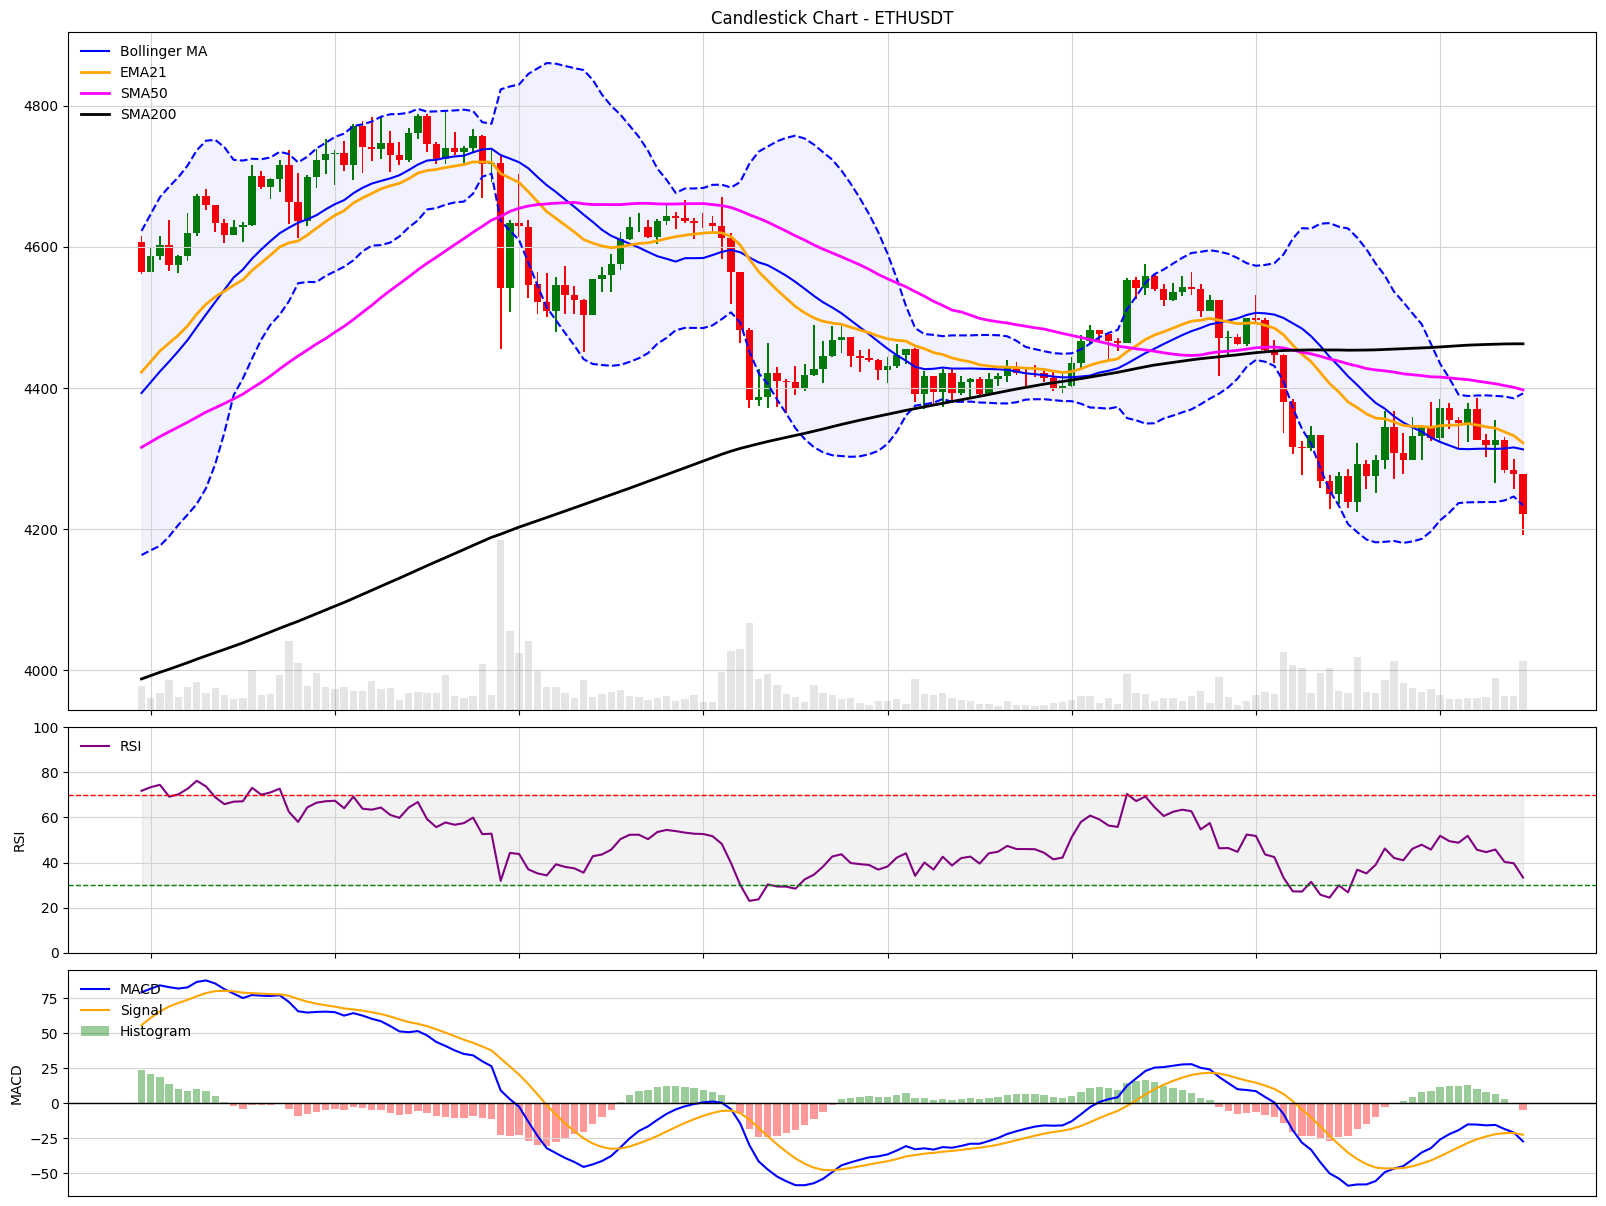 Candlestick Chart - ETHUSDT
Bollinger MA
EMA21
SMA50
SMA200
4800
4600
4400
4200
4000
RSI
100
80
60
40
20
0
RSI
MACD
Signal
Histogram
75
50
25
0
−25
−50
MACD